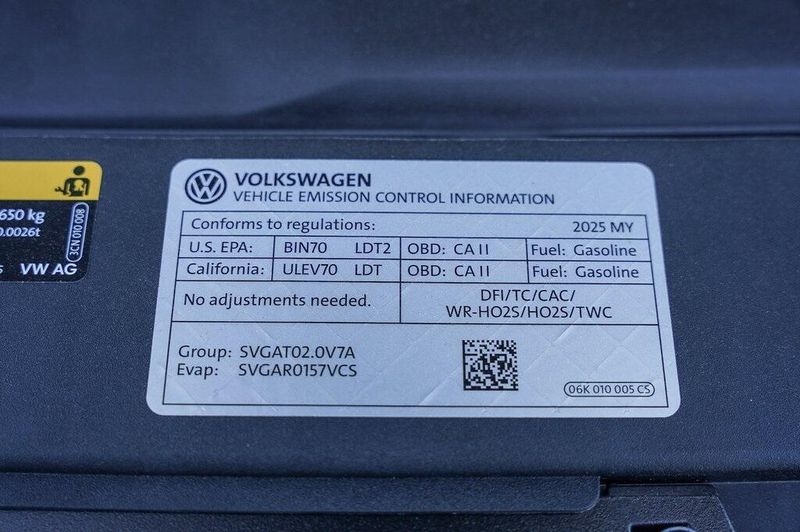 VOLKSWAGEN
VEHICLE EMISSION CONTROL INFORMATION
Conforms to regulations: 2025 MY
U.S. EPA: BIN70 LDT2 OBD: CA II Fuel: Gasoline
California: ULEV70 LDT OBD: CA II Fuel: Gasoline
No adjustments needed. DFI/TC/CAC/
WR-HO2S/HO2S/TWC
Group: SVGAT02.0V7A
Evap: SVGAR0157VCS
06K 010 005 CS
650 kg
0.0026t
3CN 010 008
VW AG